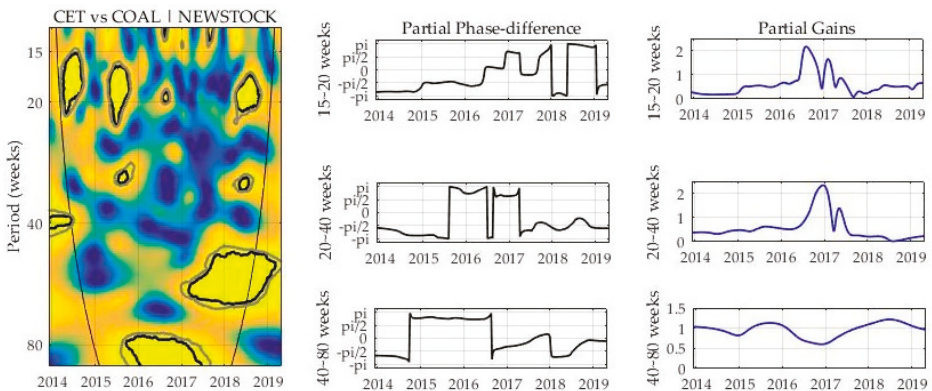 CET vs COAL | NEWSTOCK
Period (weeks)
15
20
40
80
2014 2015 2016 2017 2018 2019
Partial Phase-difference
15~20 weeks
pi
pi/2
0
-pi/2
-pi
2014 2015 2016 2017 2018 2019
20~40 weeks
pi
pi/2
0
-pi/2
-pi
2014 2015 2016 2017 2018 2019
40~80 weeks
pi
pi/2
0
-pi/2
-pi
2014 2015 2016 2017 2018 2019
Partial Gains
15~20 weeks
2
1
0
2014 2015 2016 2017 2018 2019
20~40 weeks
2
1
0
2014 2015 2016 2017 2018 2019
40~80 weeks
1.5
1
0.5
0
2014 2015 2016 2017 2018 2019